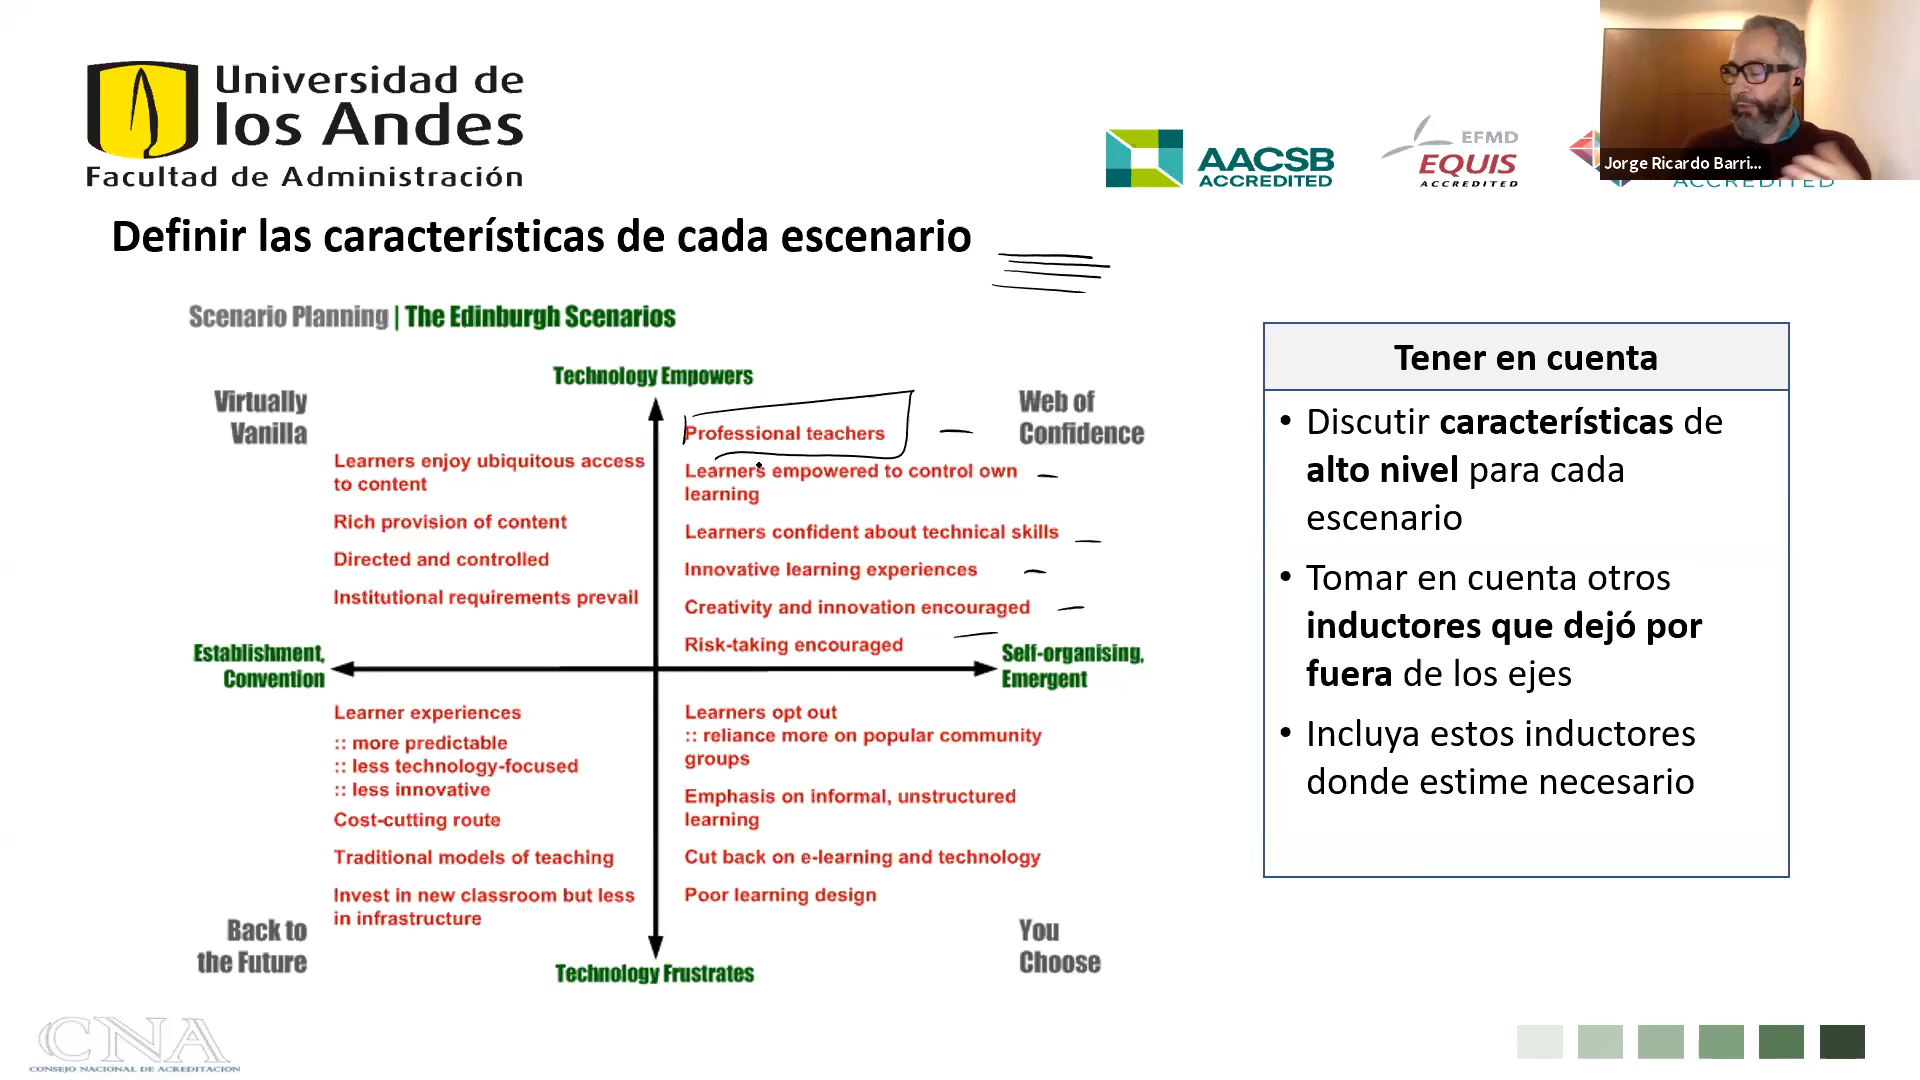 Universidad de
los Andes
Facultad de Administración
AACSB
ACCREDITED
EFMD
EQUIS
ACCREDITED
ACCREDITED
Jorge Ricardo Barri...
Definir las características de cada escenario
Scenario Planning | The Edinburgh Scenarios
Technology Empowers
Virtually
Vanilla
Web of
Confidence
Learners enjoy ubiquitous access
to content
Rich provision of content
Directed and controlled
Institutional requirements prevail
Professional teachers
Learners empowered to control own
learning
Learners confident about technical skills
Innovative learning experiences
Creativity and innovation encouraged
Risk-taking encouraged
Establishment,
Convention
Self-organising,
Emergent
Learner experiences
:: more predictable
:: less technology-focused
:: less innovative
Cost-cutting route
Traditional models of teaching
Invest in new classroom but less
in infrastructure
Learners opt out
:: reliance more on popular community
groups
Emphasis on informal, unstructured
learning
Cut back on e-learning and technology
Poor learning design
Back to
the Future
You
Choose
Technology Frustrates
Tener en cuenta
• Discutir características de
alto nivel para cada
escenario
• Tomar en cuenta otros
inductores que dejó por
fuera de los ejes
• Incluya estos inductores
donde estime necesario
CNA
CONSEJO NACIONAL DE ACREDITACION